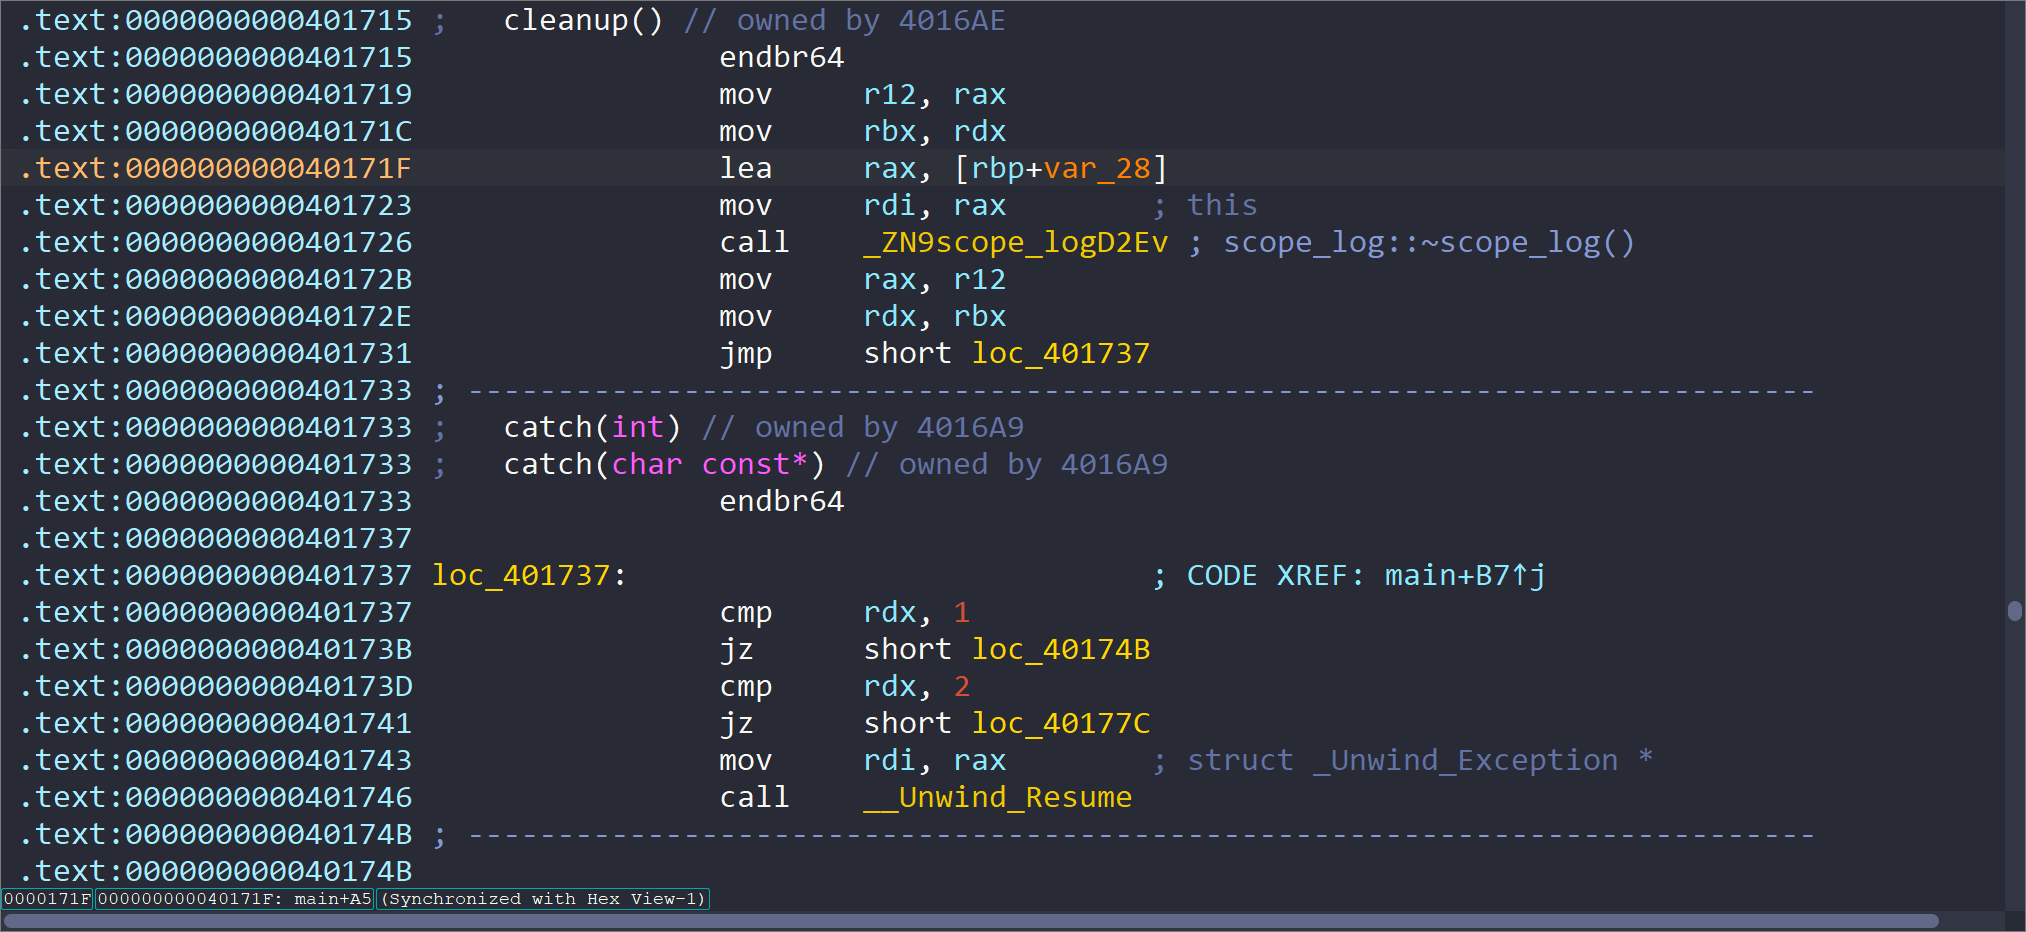 .text:0000000000401715 ;   cleanup() // owned by 4016AE
.text:0000000000401715                 endbr64
.text:0000000000401719                 mov     r12, rax
.text:000000000040171C                 mov     rbx, rdx
.text:000000000040171F                 lea     rax, [rbp+var_28]
.text:0000000000401723                 mov     rdi, rax        ; this
.text:0000000000401726                 call    _ZN9scope_logD2Ev ; scope_log::~scope_log()
.text:000000000040172B                 mov     rax, r12
.text:000000000040172E                 mov     rdx, rbx
.text:0000000000401731                 jmp     short loc_401737
.text:0000000000401733 ; ---------------------------------------------------------------------------
.text:0000000000401733 ;   catch(int) // owned by 4016A9
.text:0000000000401733 ;   catch(char const*) // owned by 4016A9
.text:0000000000401733                 endbr64
.text:0000000000401737
.text:0000000000401737 loc_401737:                             ; CODE XREF: main+B7↑j
.text:0000000000401737                 cmp     rdx, 1
.text:000000000040173B                 jz      short loc_40174B
.text:000000000040173D                 cmp     rdx, 2
.text:0000000000401741                 jz      short loc_40177C
.text:0000000000401743                 mov     rdi, rax        ; struct _Unwind_Exception *
.text:0000000000401746                 call    __Unwind_Resume
.text:000000000040174B ; ---------------------------------------------------------------------------
.text:000000000040174B
0000171F 000000000040171F: main+A5 (Synchronized with Hex View-1)